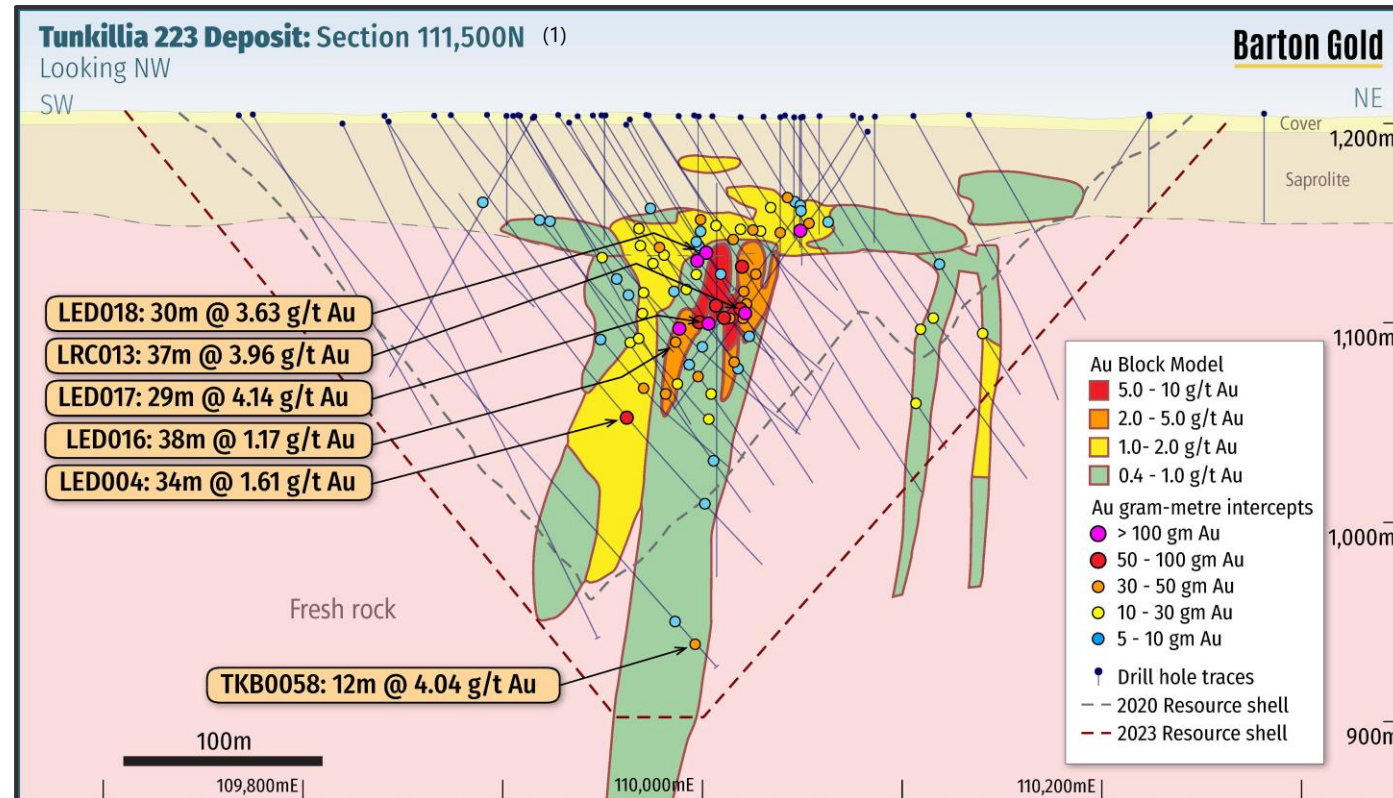 Tunkillia 223 Deposit: Section 111,500N (1)
Barton Gold
Looking NW
SW
NE
Cover
1,200m
Saprolite
LED018: 30m @ 3.63 g/t Au
LRC013: 37m @ 3.96 g/t Au
LED017: 29m @ 4.14 g/t Au
LED016: 38m @ 1.17 g/t Au
LED004: 34m @ 1.61 g/t Au
1,100m
Au Block Model
5.0 - 10 g/t Au
2.0 - 5.0 g/t Au
1.0- 2.0 g/t Au
0.4 - 1.0 g/t Au
Au gram-metre intercepts
> 100 gm Au
50 - 100 gm Au
30 - 50 gm Au
10 - 30 gm Au
5 - 10 gm Au
Drill hole traces
2020 Resource shell
2023 Resource shell
1,000m
Fresh rock
TKB0058: 12m @ 4.04 g/t Au
900m
100m
109,800mE
110,000mE
110,200mE